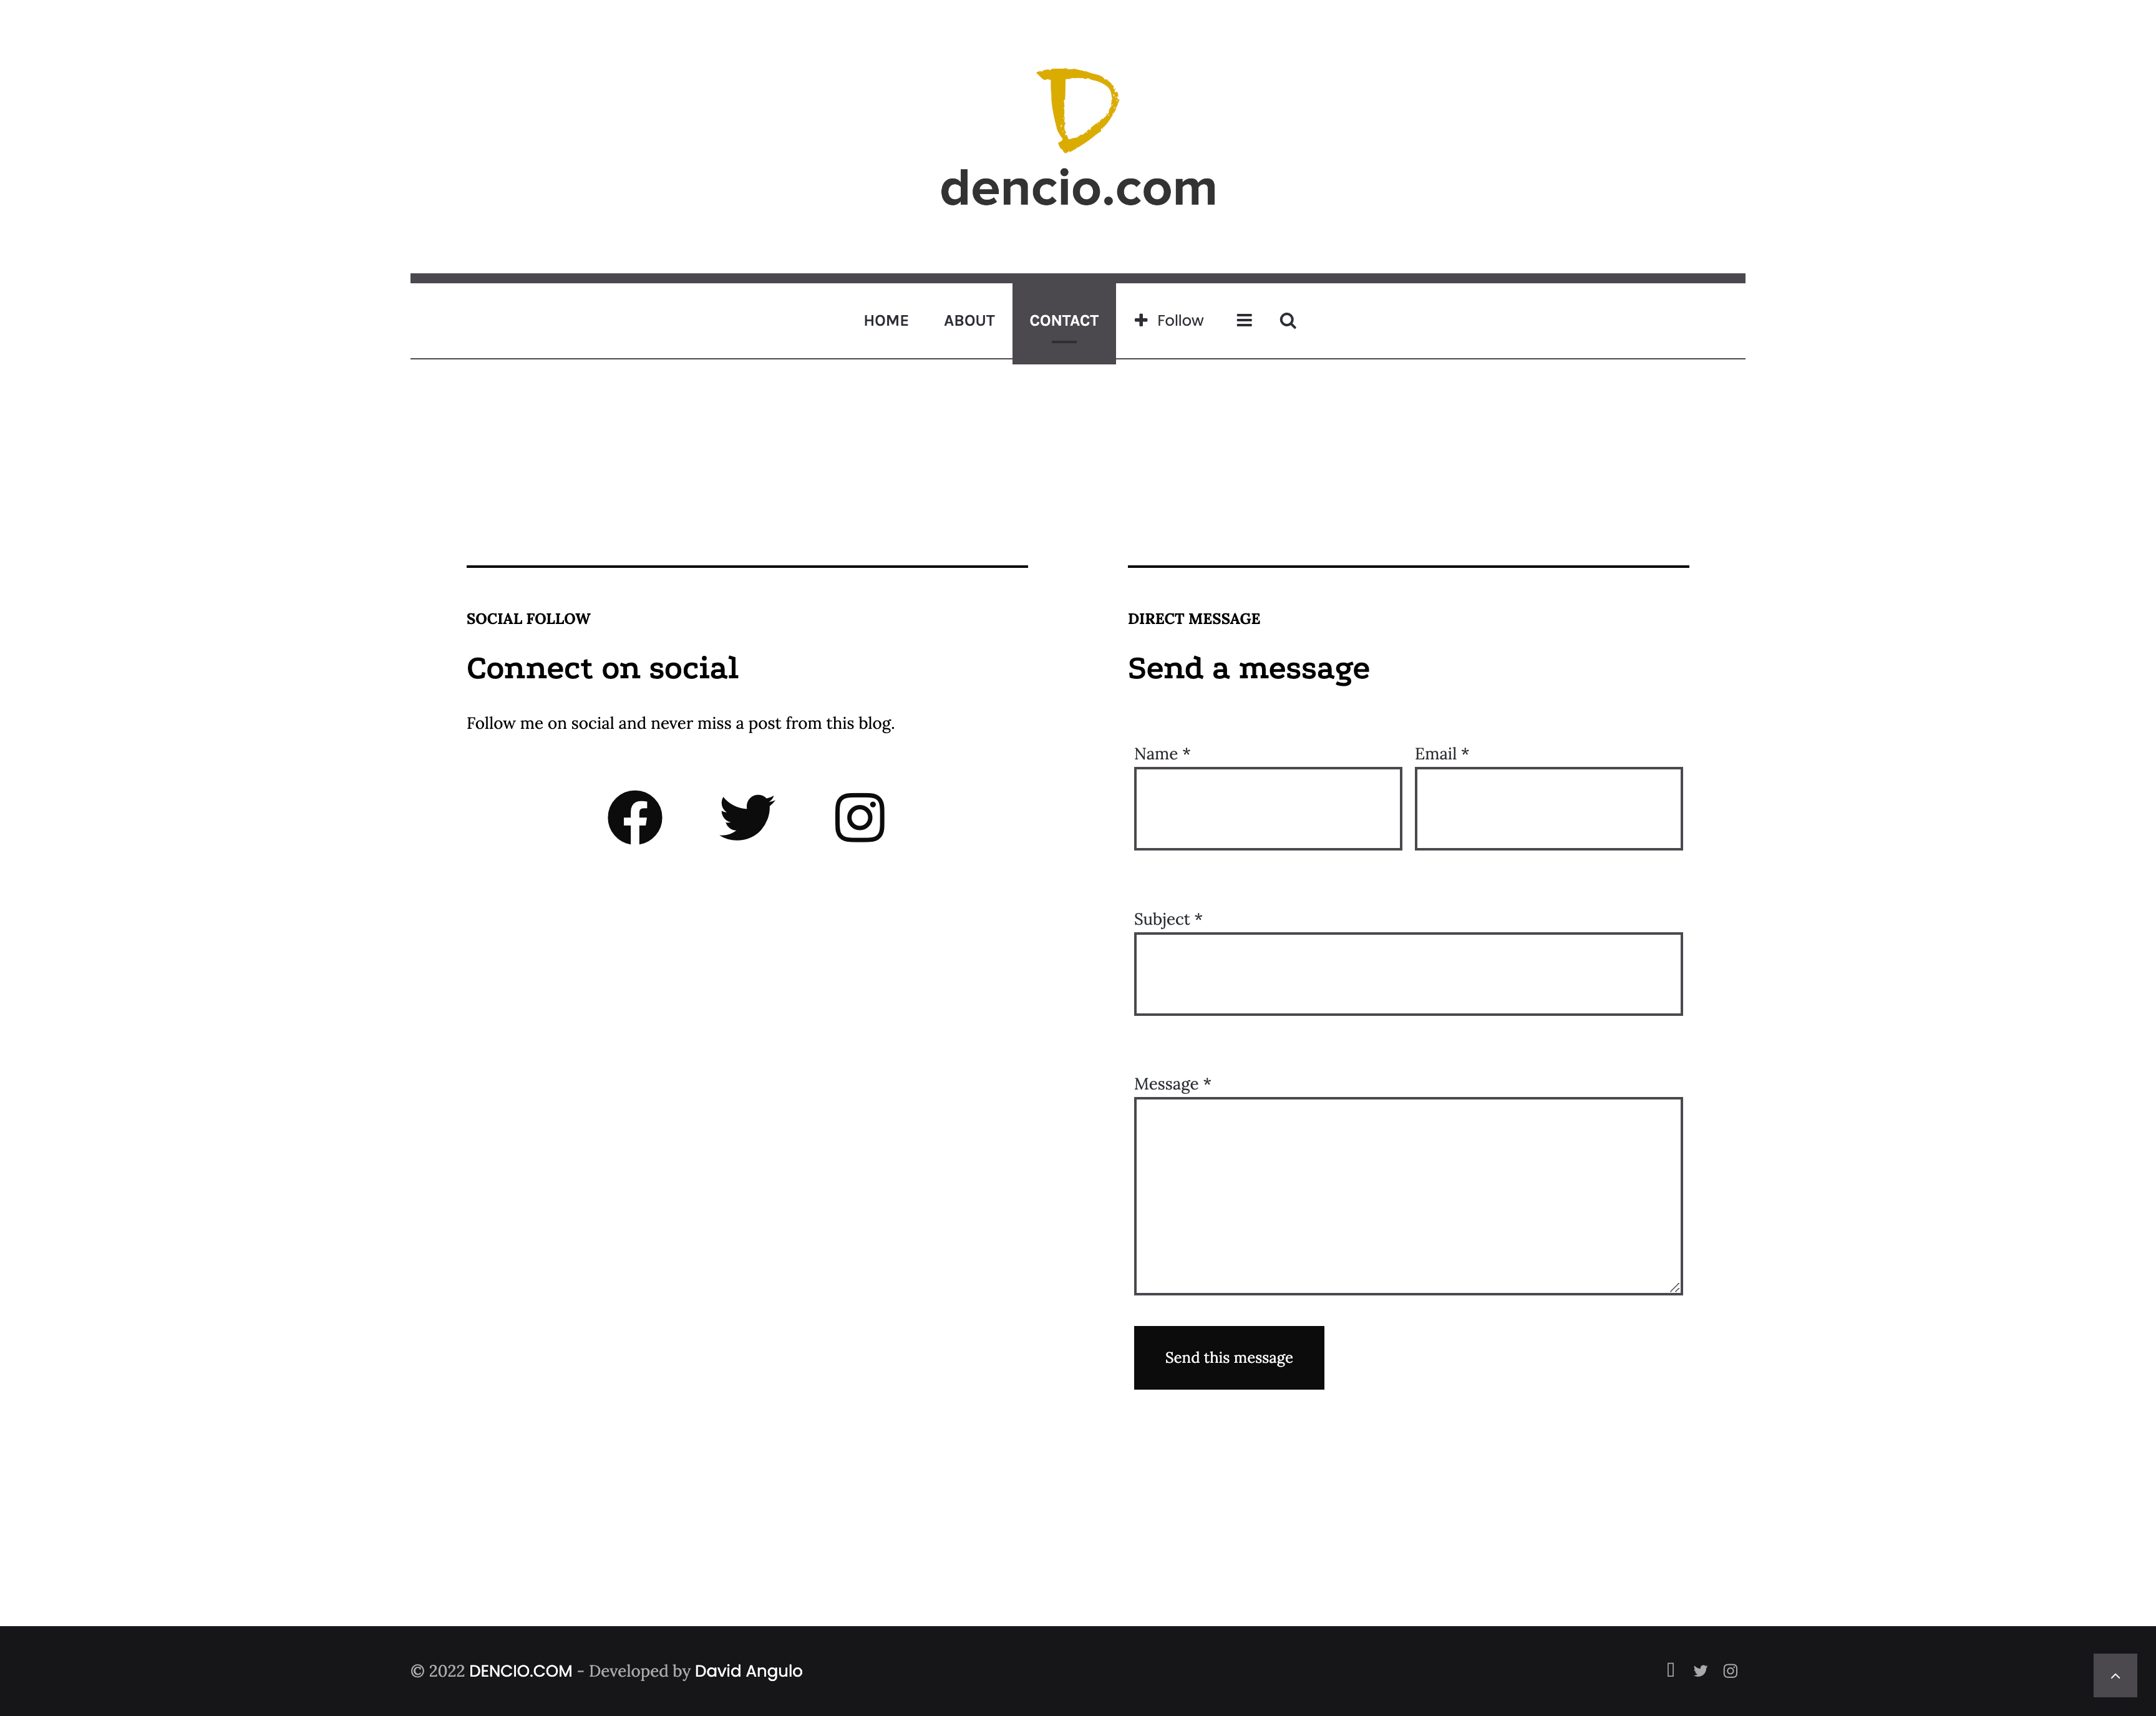 D
dencio.com
HOME ABOUT CONTACT Follow
SOCIAL FOLLOW
Connect on social
Follow me on social and never miss a post from this blog.
DIRECT MESSAGE
Send a message
Name * Email *
Subject *
Message *
Send this message
© 2022 DENCIO.COM - Developed by David Angulo